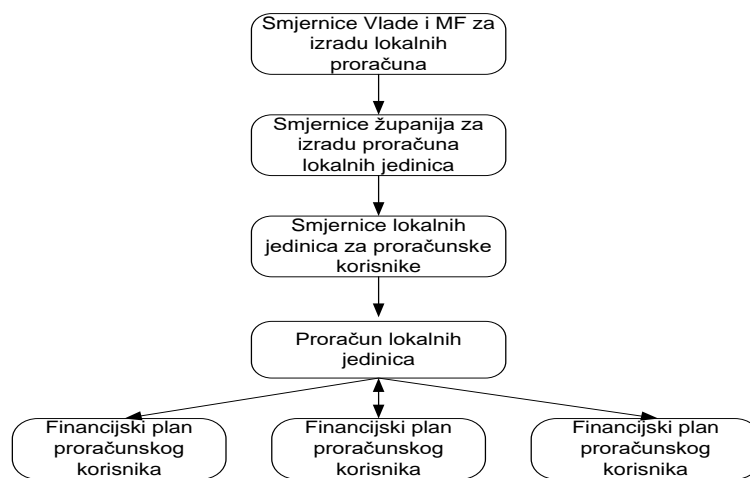 Smjernice Vlade i MF za
izradu lokalnih
proračuna
Smjernice županija za
izradu proračuna
lokalnih jedinica
Smjernice lokalnih
jedinica za proračunske
korisnike
Proračun lokalnih
jedinica
Financijski plan
proračunskog
korisnika
Financijski plan
proračunskog
korisnika
Financijski plan
proračunskog
korisnika